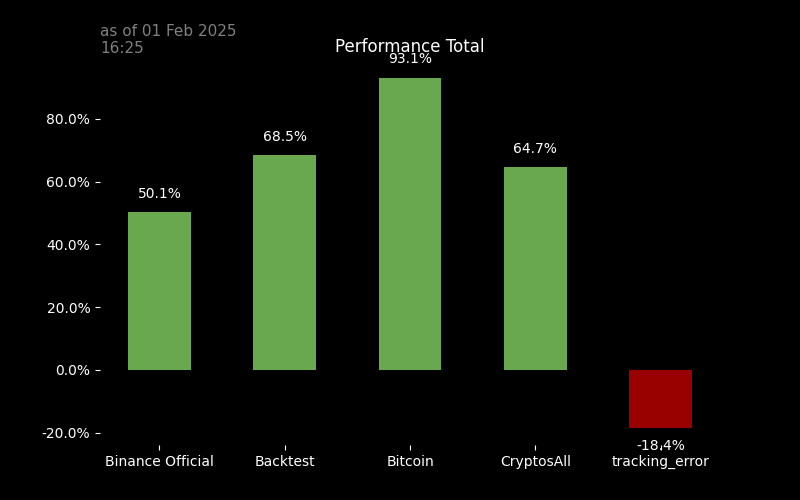 as of 01 Feb 2025
16:25
Performance Total
93.1%
80.0%
68.5%
64.7%
60.0%
50.1%
40.0%
20.0%
0.0%
-20.0%
-18.4%
Binance Official
Backtest
Bitcoin
CryptosAll
tracking_error